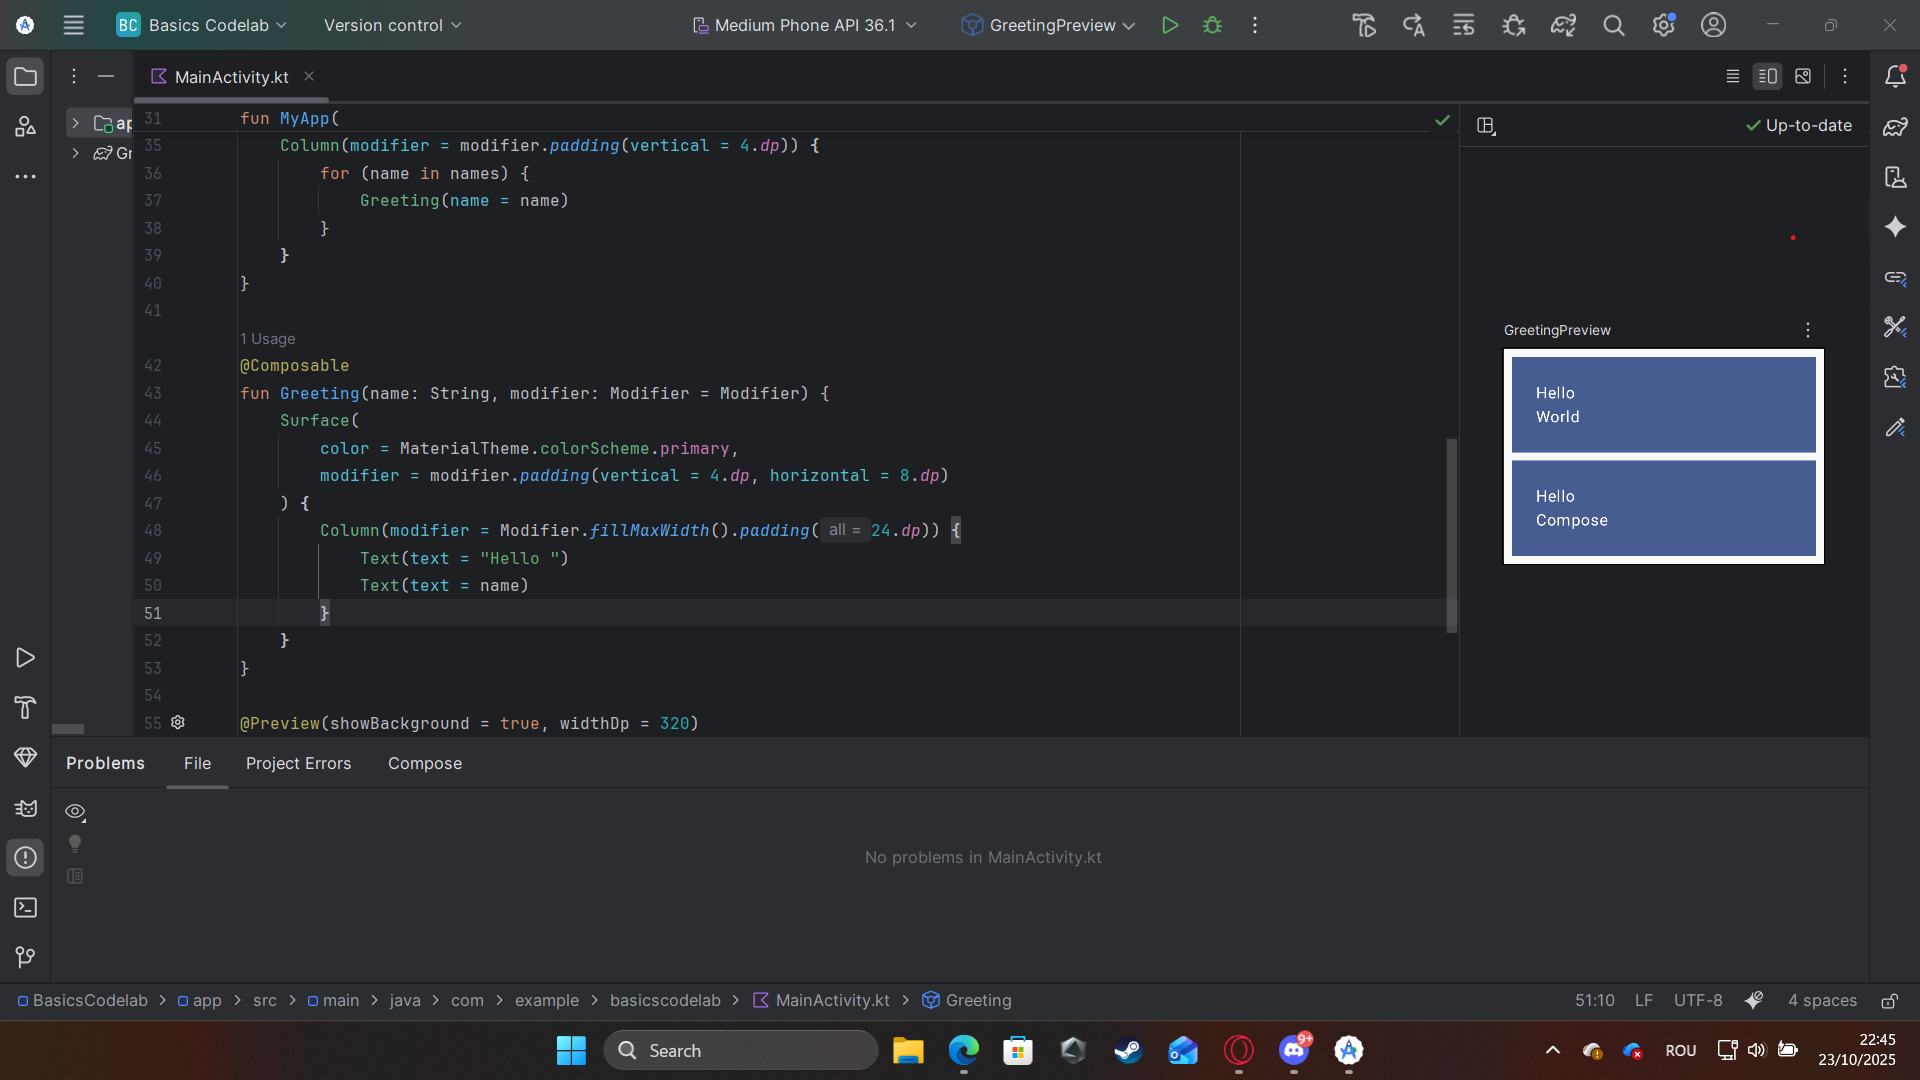 BC Basics Codelab
Version control
Medium Phone API 36.1
GreetingPreview
MainActivity.kt
ap
Gr
31 fun MyApp(
35 Column(modifier = modifier.padding(vertical = 4.dp)) {
36 for (name in names) {
37 Greeting(name = name)
38 }
39 }
40 }
41
1 Usage
42 @Composable
43 fun Greeting(name: String, modifier: Modifier = Modifier) {
44 Surface(
45 color = MaterialTheme.colorScheme.primary,
46 modifier = modifier.padding(vertical = 4.dp, horizontal = 8.dp)
47 ) {
48 Column(modifier = Modifier.fillMaxWidth().padding( all = 24.dp)) {
49 Text(text = "Hello ")
50 Text(text = name)
51 }
52 }
53 }
54
55 @Preview(showBackground = true, widthDp = 320)
Up-to-date
GreetingPreview
Hello
World
Hello
Compose
Problems File Project Errors Compose
No problems in MainActivity.kt
BasicsCodelab > app > src > main > java > com > example > basicscodelab > MainActivity.kt > Greeting
51:10 LF UTF-8 4 spaces
Search
9+
ROU
22:45
23/10/2025